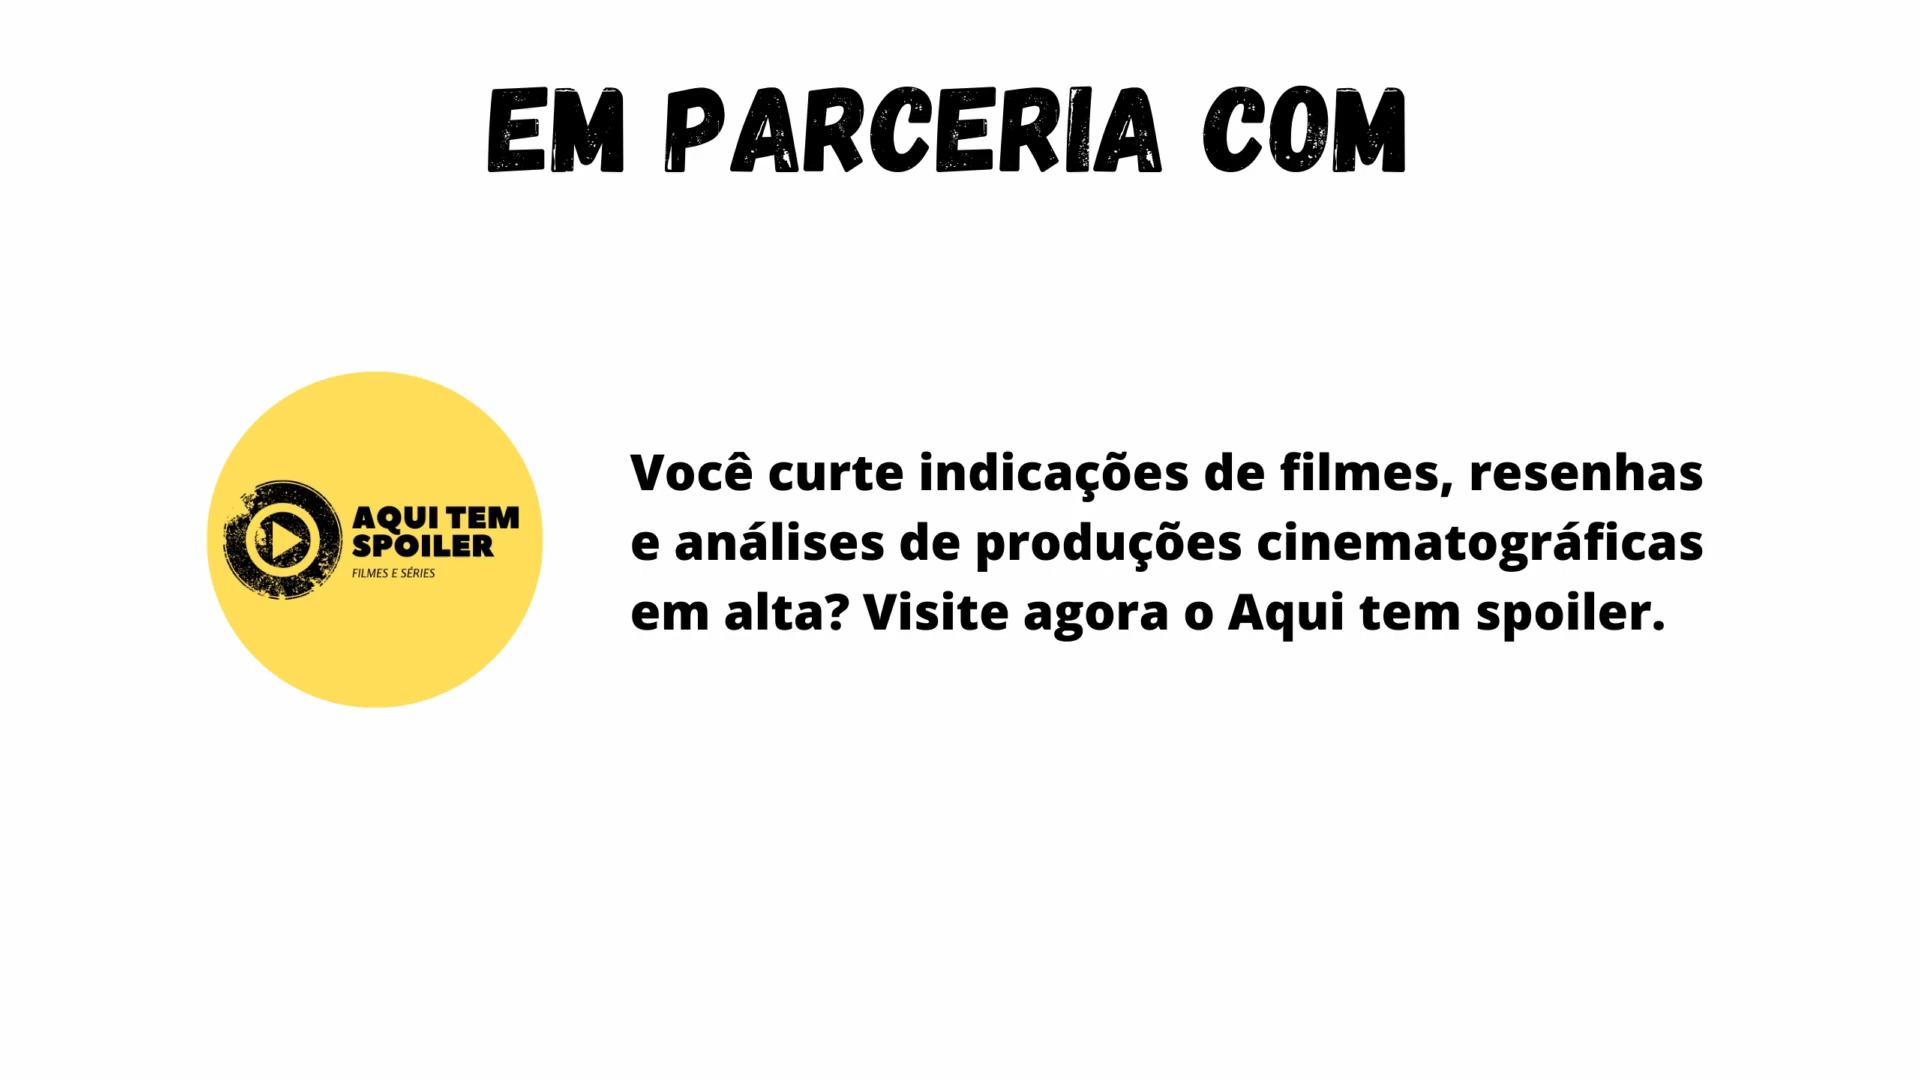 EM PARCERIA COM
AQUI TEM
SPOILER
FILMES E SÉRIES
Você curte indicações de filmes, resenhas
e análises de produções cinematográficas
em alta? Visite agora o Aqui tem spoiler.